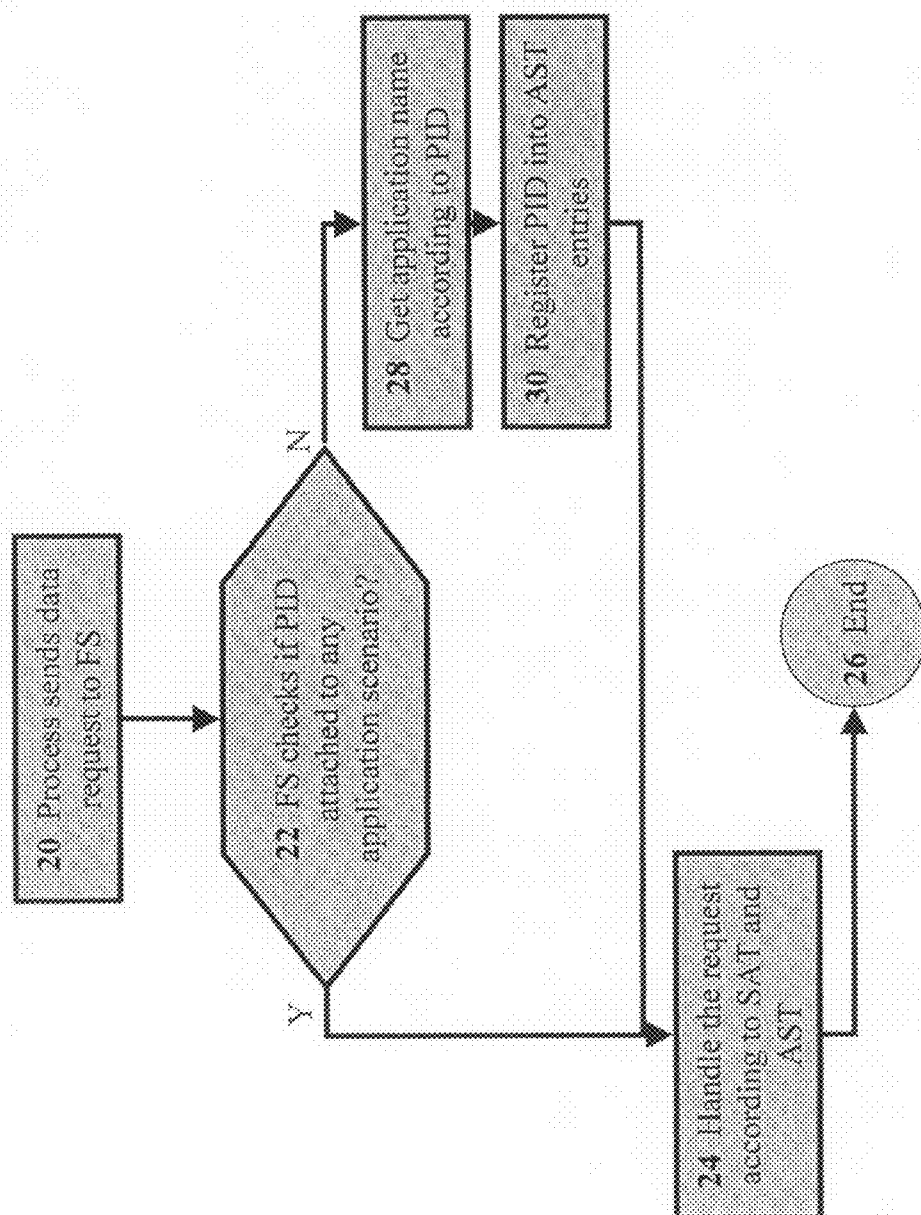 20 Process sends data
request to FS
22 FS checks if PID
attached to any
application scenario?
Y
N
28 Get application name
according to PID
30 Register PID into AST
entries
24 Handle the request
according to SAT and
AST
26 End